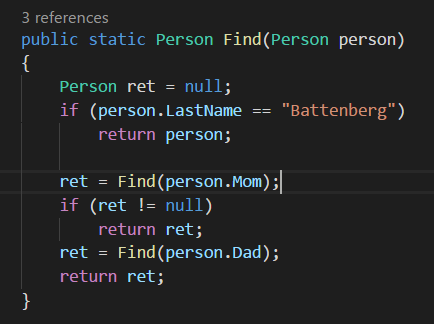 3 references
public static Person Find(Person person)
{
    Person ret = null;
    if (person.LastName == "Battenberg")
        return person;

    ret = Find(person.Mom);
    if (ret != null)
        return ret;
    ret = Find(person.Dad);
    return ret;
}